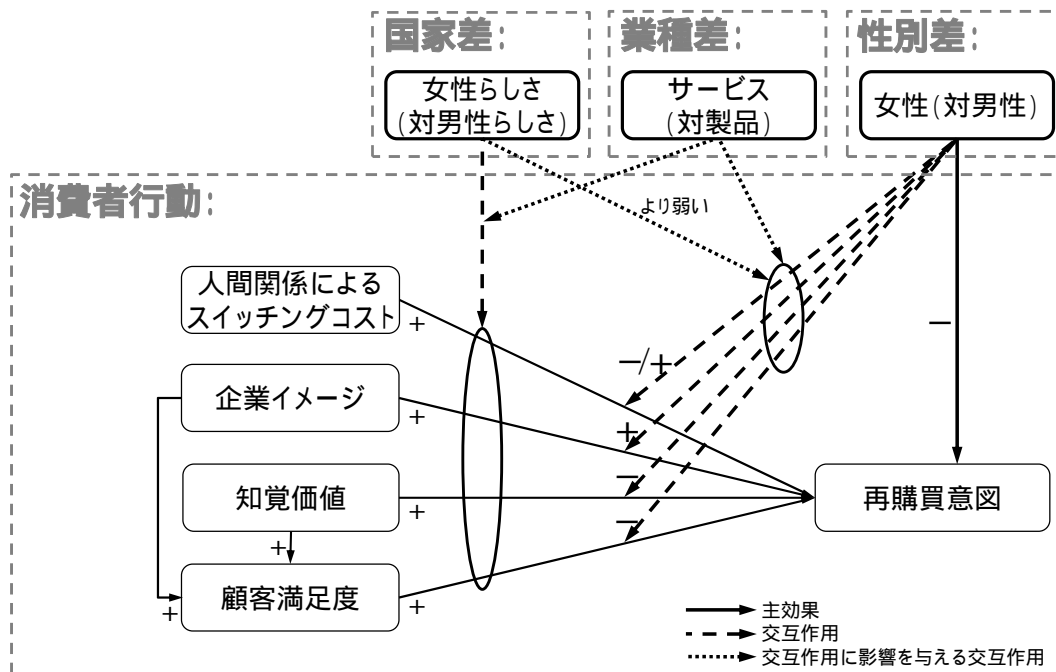 国家差:
業種差:
性別差:
女性らしさ
(対男性らしさ)
サービス
(対製品)
女性(対男性)
消費者行動:
より弱い
人間関係による
スイッチングコスト
+
−
−/+
企業イメージ
+
+
知覚価値
+
−
再購買意図
+
−
顧客満足度
+
+
主効果
交互作用
交互作用に影響を与える交互作用